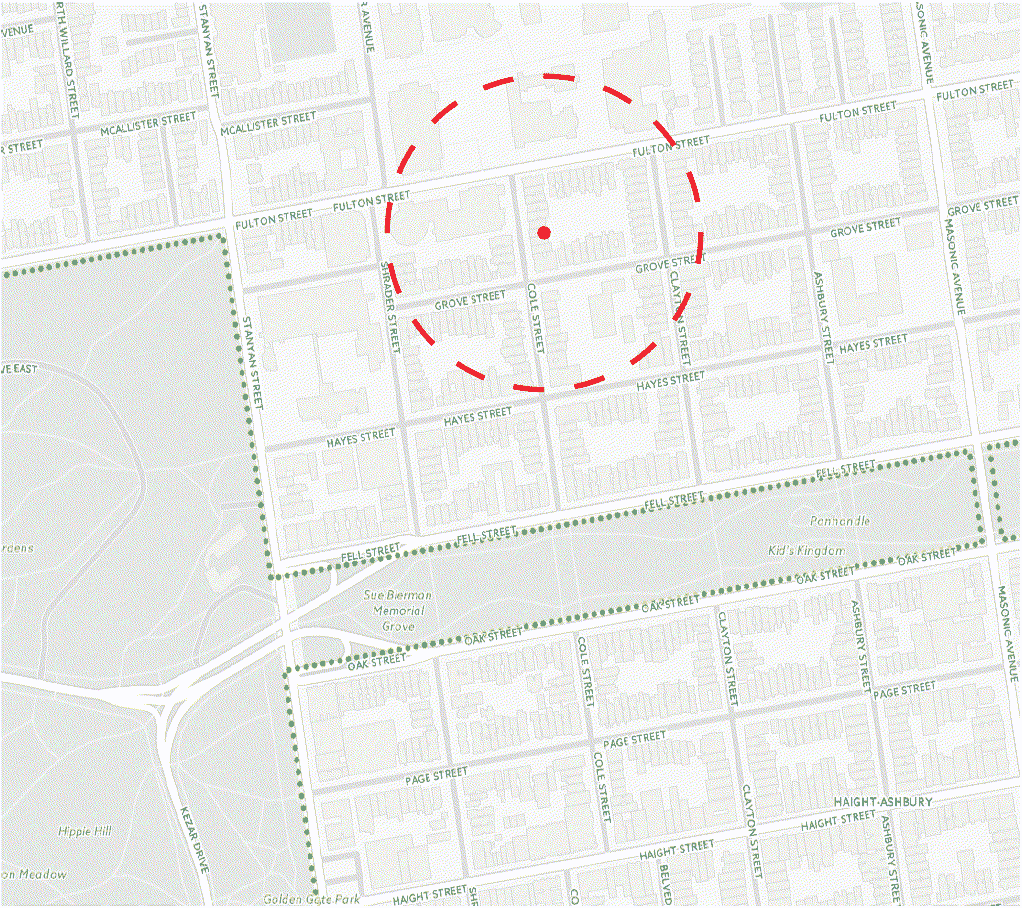 VENUE
RTH WILLARD STREET
STANYAN STREET
R AVENUE
SONIC AVENUE
MCALLISTER STREET
MCALLISTER STREET
R STREET
FULTON STREET
FULTON STREET
FULTON STREET
FULTON STREET
FULTON STREET
GROVE STREET
GROVE STREET
GROVE STREET
GROVE STREET
SHRADER STREET
COLE STREET
CLAYTON STREET
ASHBURY STREET
MASONIC AVENUE
STANYAN STREET
VE EAST
HAYES STREET
HAYES STREET
HAYES STREET
HAYES STREET
FELL STREET
FELL STREET
FELL STREET
FELL STREET
Panhandle
Kid's Kingdom
rdens
Sue Bierman
Memorial
Grove
OAK STREET
OAK STREET
OAK STREET
OAK STREET
OAK STREET
COLE STREET
CLAYTON STREET
ASHBURY STREET
MASONIC AVENUE
PAGE STREET
PAGE STREET
PAGE STREET
COLE STREET
CLAYTON STREET
HAIGHT-ASHBURY
HAIGHT STREET
HAIGHT STREET
HAIGHT STREET
ASHBURY STREET
KEZAR DRIVE
Hippie Hill
on Meadow
Golden Gate Park
SHR
CO
BELVED